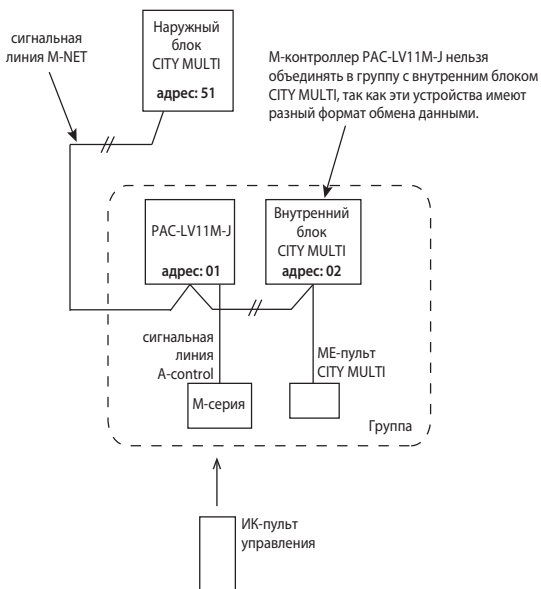 сигнальная
линия M-NET
Наружный
блок
CITY MULTI
адрес: 51
М-контроллер PAC-LV11M-J нельзя
объединять в группу с внутренним блоком
CITY MULTI, так как эти устройства имеют
разный формат обмена данными.
PAC-LV11M-J
адрес: 01
Внутренний
блок
CITY MULTI
адрес: 02
сигнальная
линия
A-control
М-серия
МЕ-пульт
CITY MULTI
Группа
ИК-пульт
управления